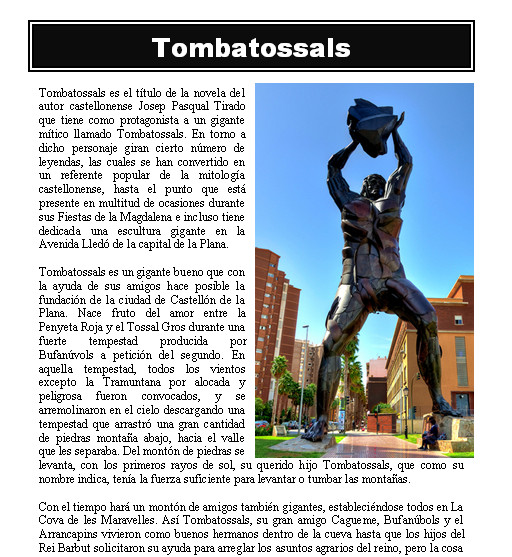 Tombatossals
Tombatossals es el título de la novela del
autor castellonense Josep Pasqual Tirado
que tiene como protagonista a un gigante
mítico llamado Tombatossals. En torno a
dicho personaje giran cierto número de
leyendas, las cuales se han convertido en
un referente popular de la mitología
castellonense, hasta el punto que está
presente en multitud de ocasiones durante
sus Fiestas de la Magdalena e incluso tiene
dedicada una escultura gigante en la
Avenida Lledó de la capital de la Plana.
Tombatossals es un gigante bueno que con
la ayuda de sus amigos hace posible la
fundación de la ciudad de Castellón de la
Plana. Nace fruto del amor entre la
Penyeta Roja y el Tossal Gros durante una
fuerte tempestad producida por
Bufanúvols a petición del segundo. En
aquella tempestad, todos los vientos
excepto la Tramuntana por alocada y
peligrosa fueron convocados, y se
arremolinaron en el cielo descargando una
tempestad que arrastró una gran cantidad
de piedras montaña abajo, hacia el valle
que les separaba. Del montón de piedras se
levanta, con los primeros rayos de sol, su querido hijo Tombatossals, que como su
nombre indica, tenía la fuerza suficiente para levantar o tumbar las montañas.
Con el tiempo hará un montón de amigos también gigantes, estableciéndose todos en La
Cova de les Maravelles. Así Tombatossals, su gran amigo Cagueme, Bufanúbols y el
Arrancapins vivieron como buenos hermanos dentro de la cueva hasta que los hijos del
Rei Barbut solicitaron su ayuda para arreglar los asuntos agrarios del reino, pero la cosa